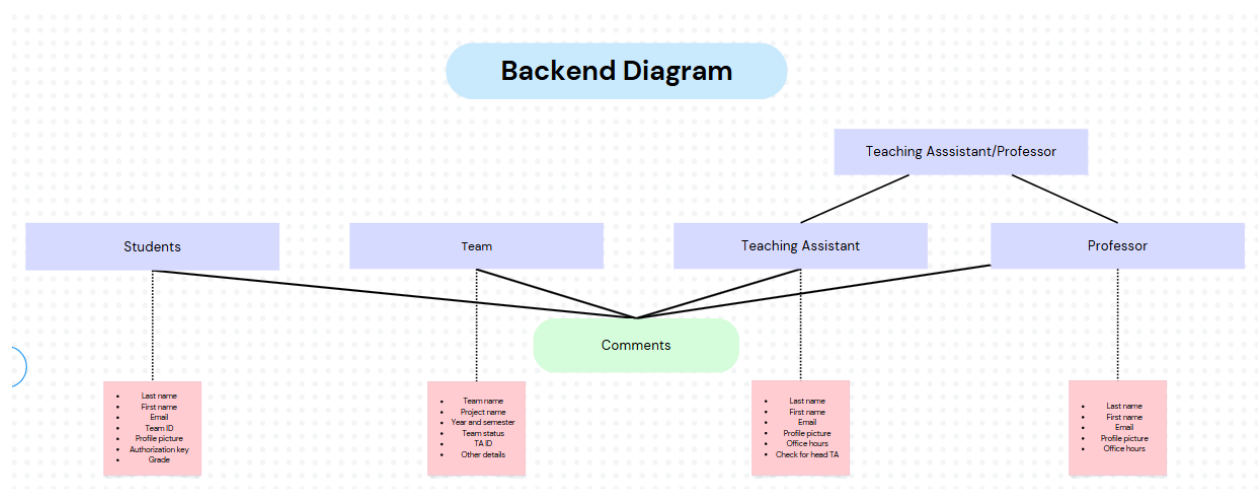 Backend Diagram
Teaching Asssistant/Professor
Students
Team
Teaching Assistant
Professor
Comments
• Last name
• First name
• Email
• Team ID
• Profile picture
• Authorization key
• Grade
• Team name
• Project name
• Year and semester
• Team status
• TA ID
• Other details
• Last name
• First name
• Email
• Profile picture
• Office hours
• Check for head TA
• Last name
• First name
• Email
• Profile picture
• Office hours